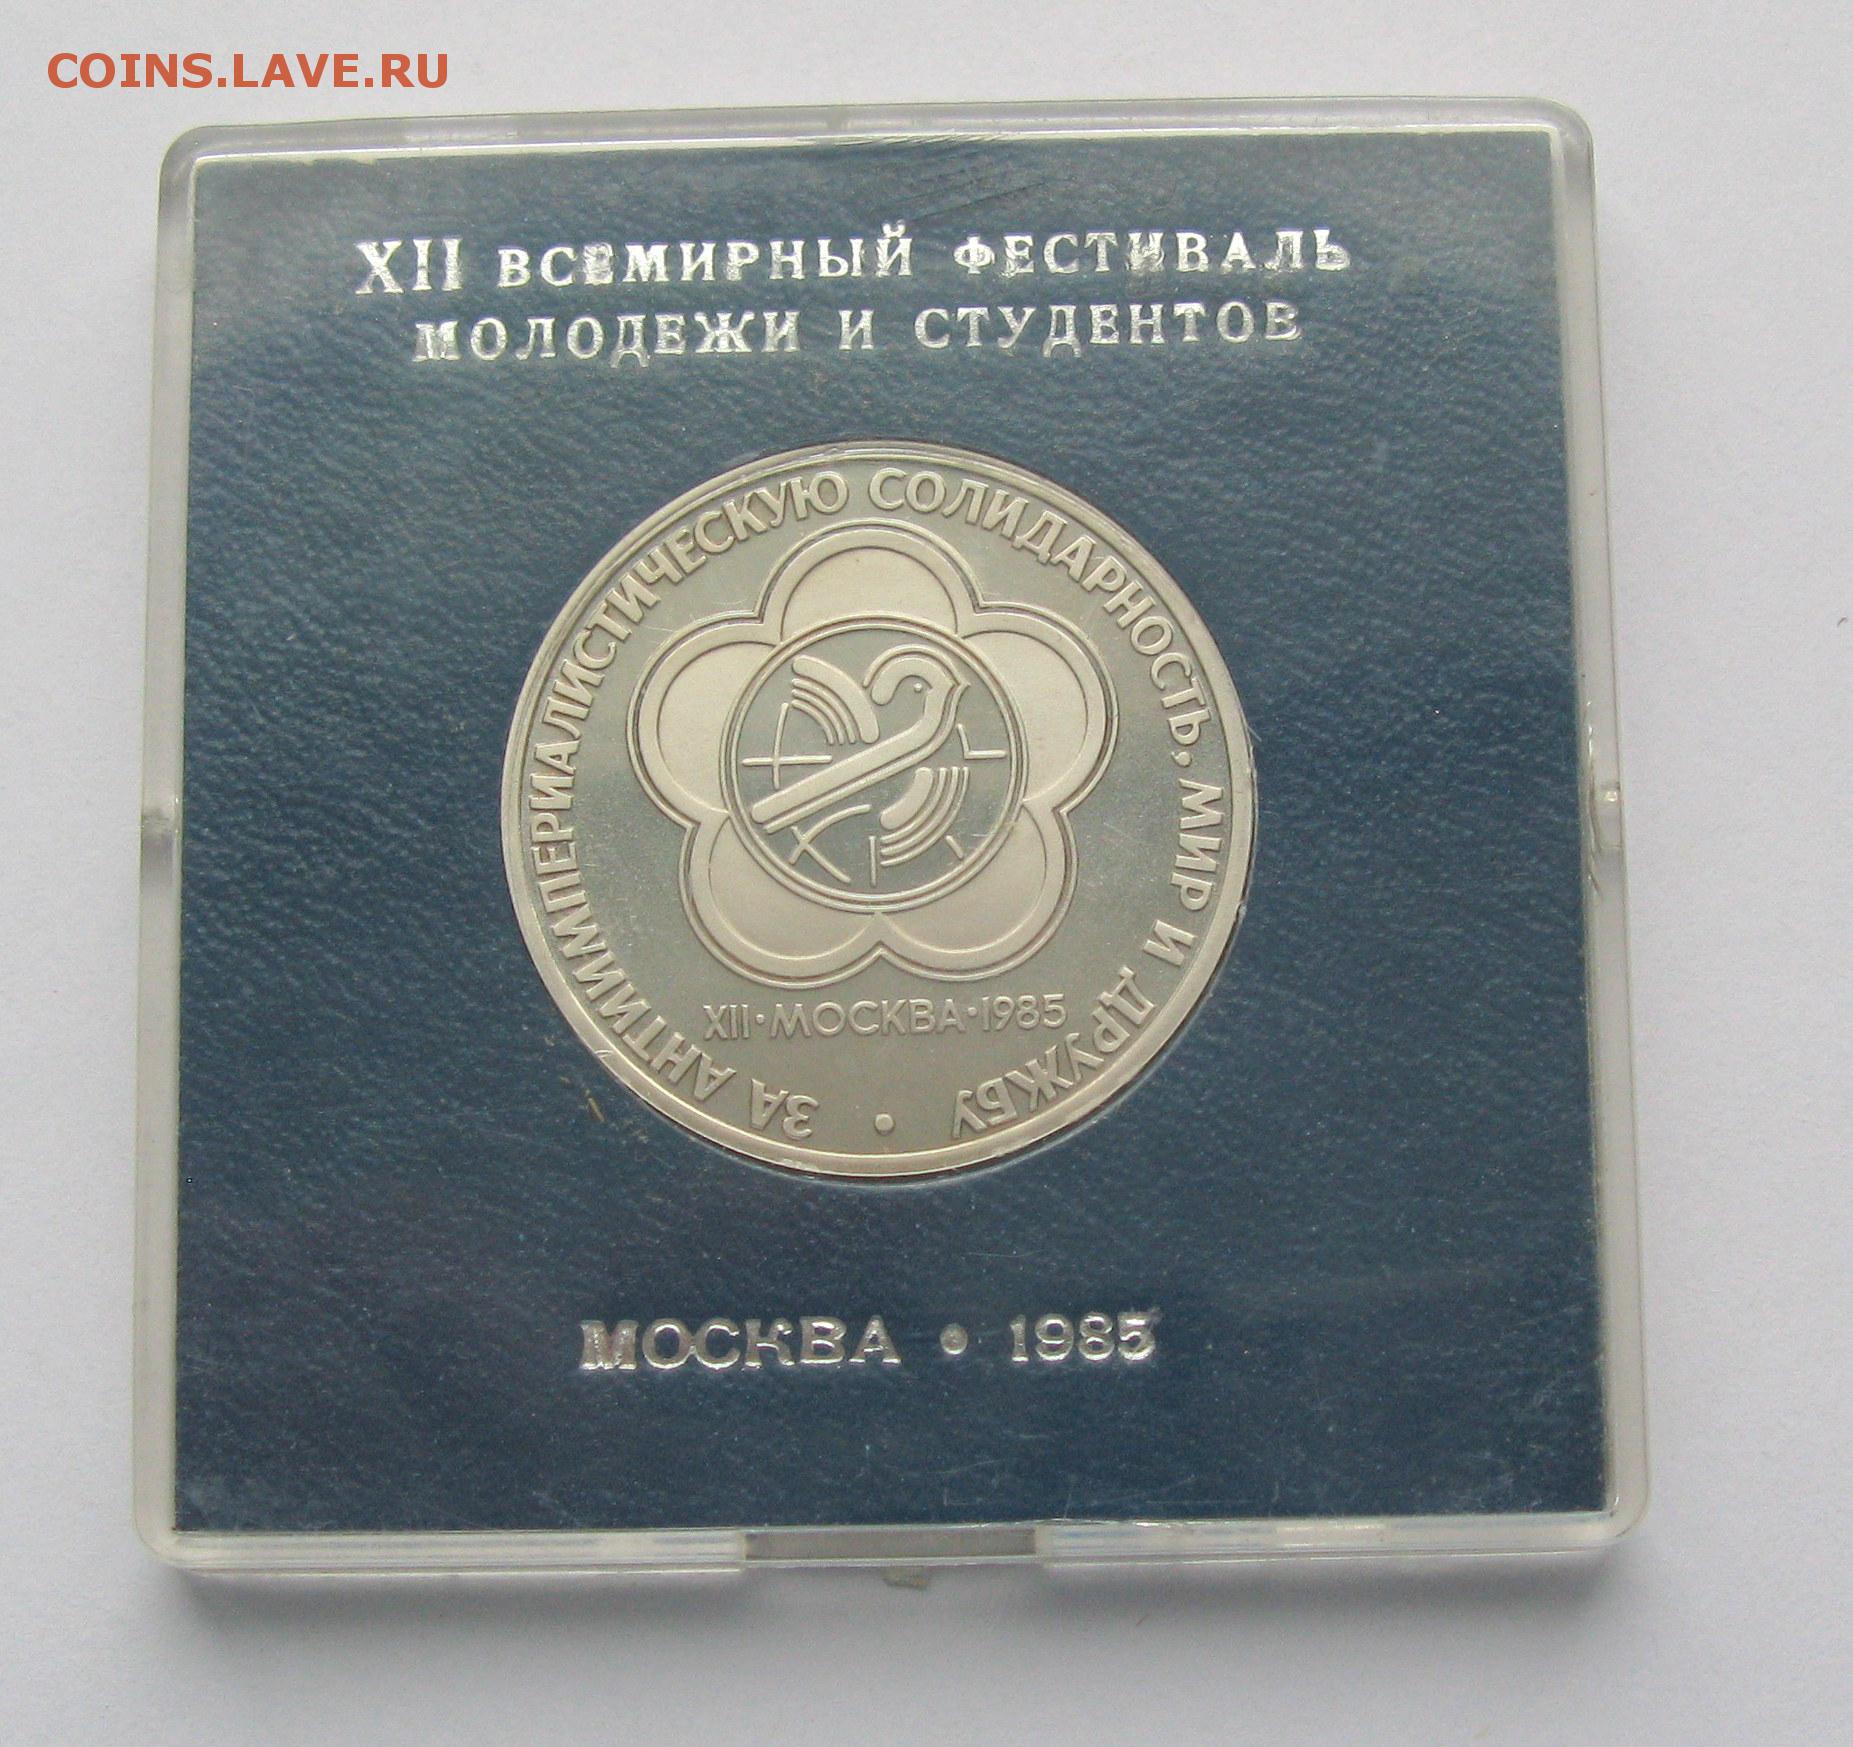 COINS.LAVE.RU
XII ВСЕМИРНЫЙ ФЕСТИВАЛЬ
МОЛОДЕЖИ И СТУДЕНТОВ
ЗА АНТИИМПЕРИАЛИСТИЧЕСКУЮ СОЛИДАРНОСТЬ, МИР И ДРУЖБУ •
XII•МОСКВА•1985
МОСКВА • 1985